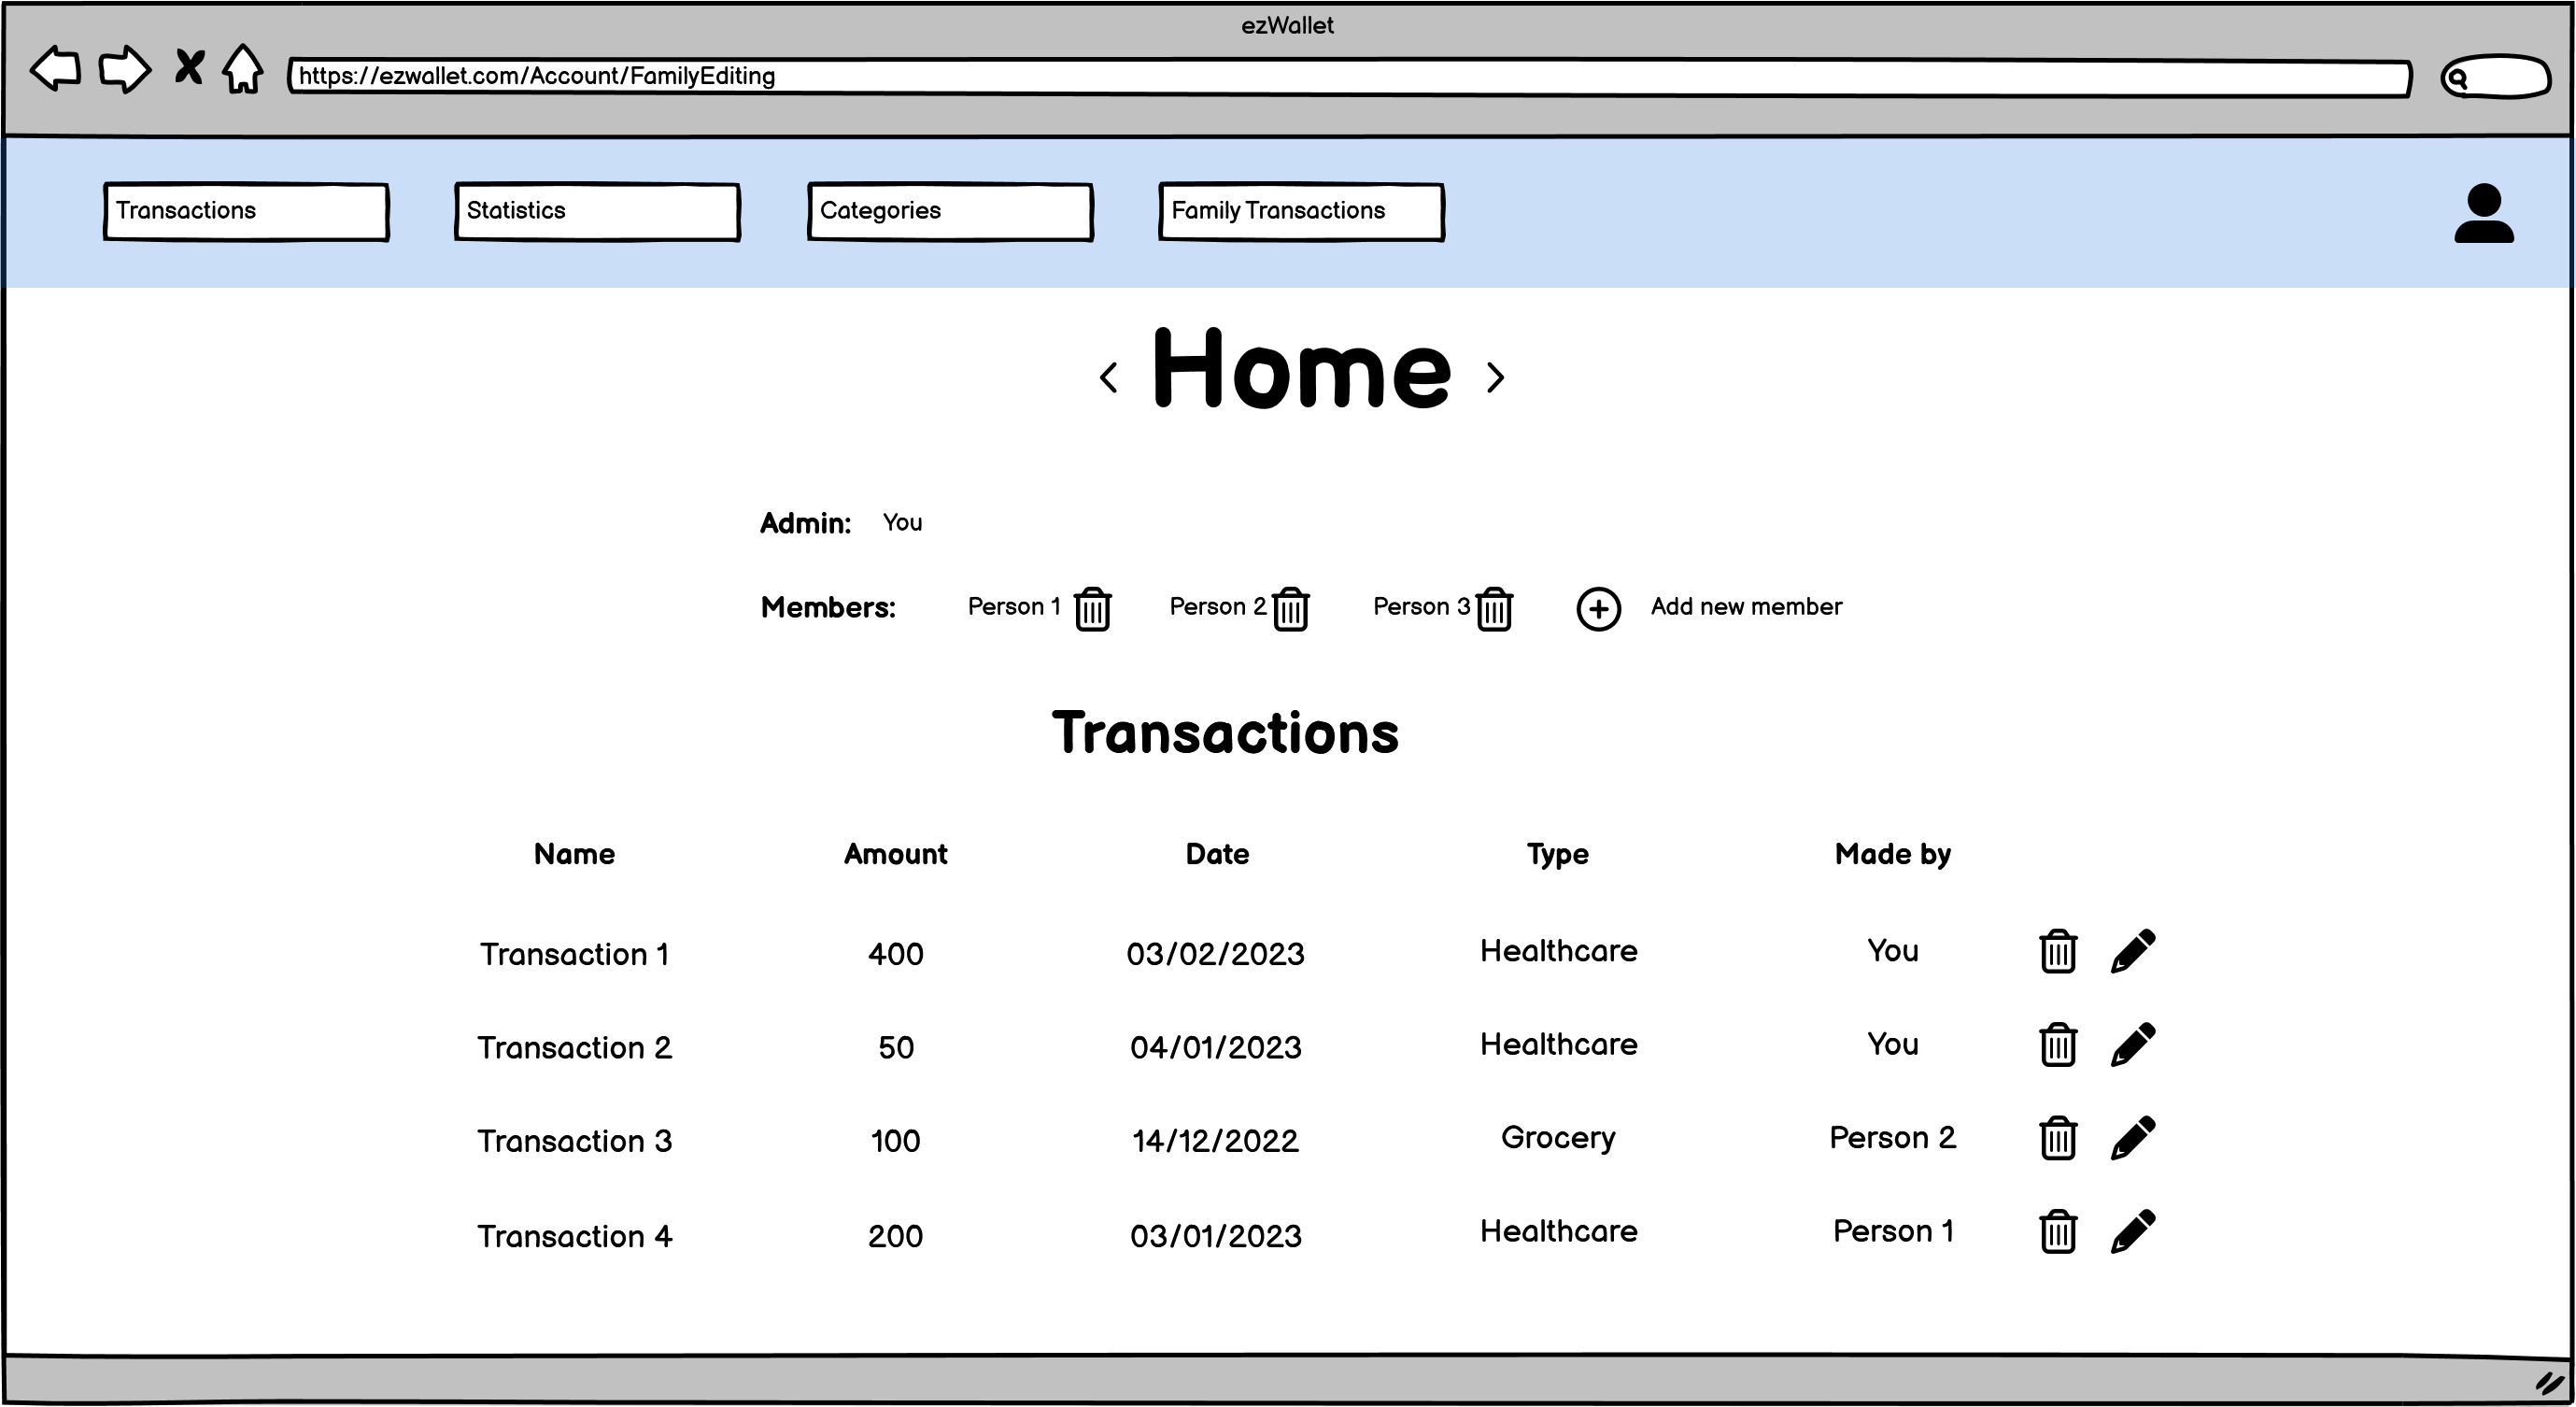 ezWallet
https://ezwallet.com/Account/FamilyEditing
Transactions Statistics Categories Family Transactions
< Home >
Admin: You
Members: Person 1 Person 2 Person 3 Add new member
Transactions
Name Amount Date Type Made by
Transaction 1 400 03/02/2023 Healthcare You
Transaction 2 50 04/01/2023 Healthcare You
Transaction 3 100 14/12/2022 Grocery Person 2
Transaction 4 200 03/01/2023 Healthcare Person 1